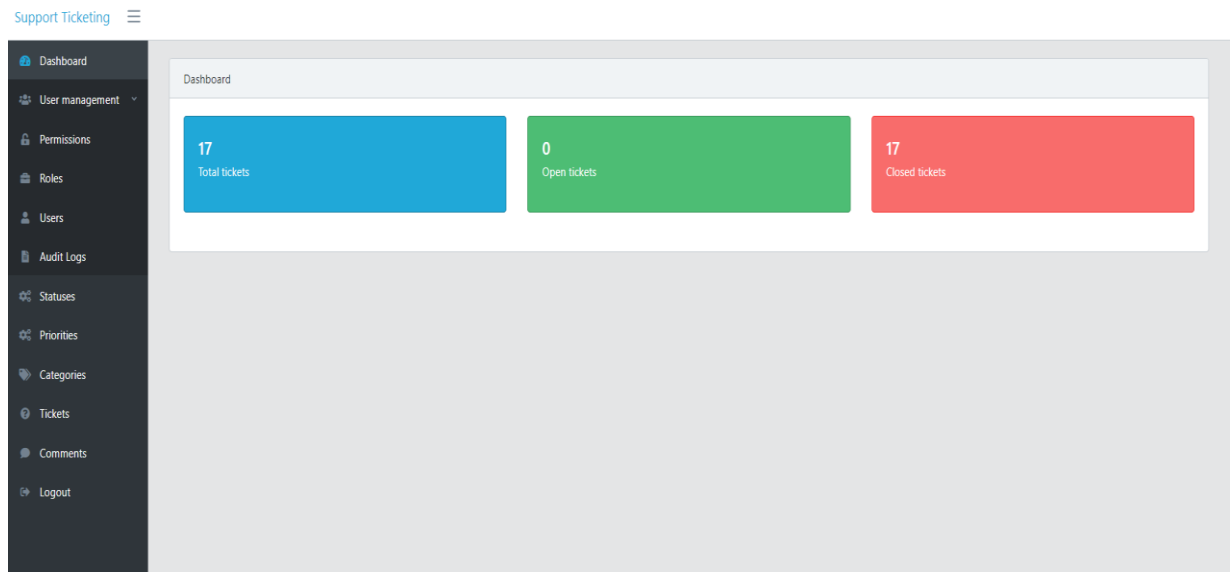 Support Ticketing
Dashboard
User management
Permissions
Roles
Users
Audit Logs
Statuses
Priorities
Categories
Tickets
Comments
Logout
Dashboard
17
Total tickets
0
Open tickets
17
Closed tickets